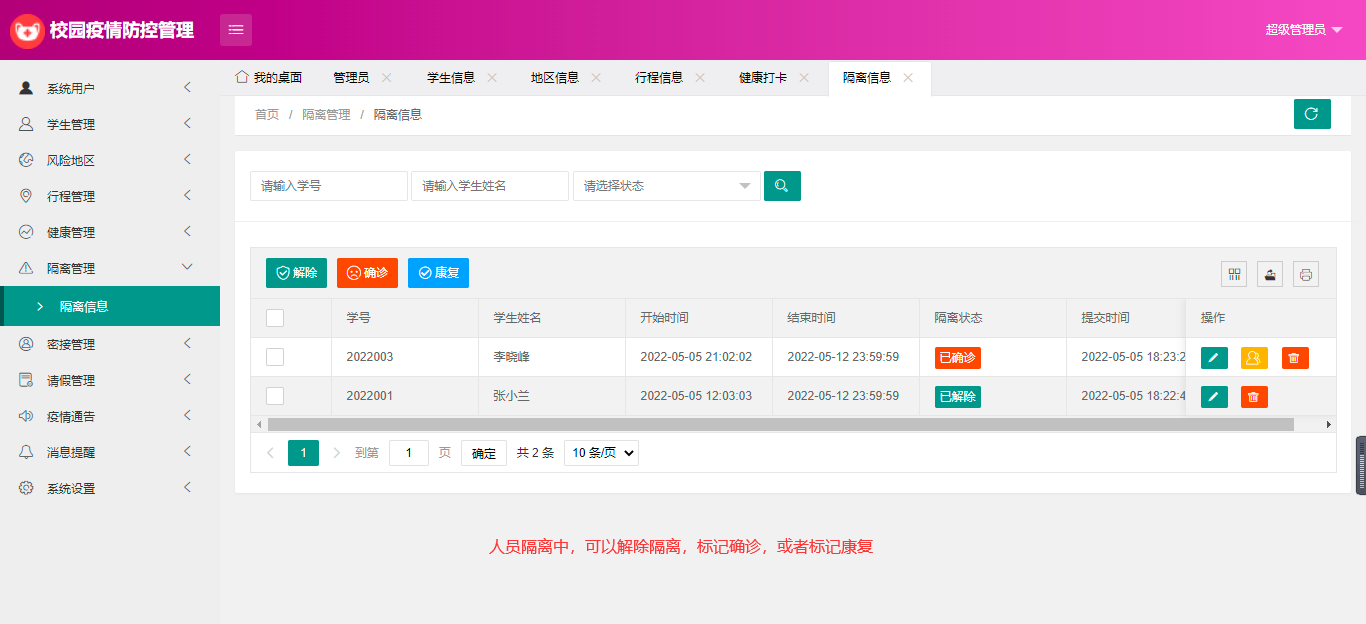 校园疫情防控管理
超级管理员
系统用户
学生管理
风险地区
行程管理
健康管理
隔离管理
隔离信息
密接管理
请假管理
疫情通告
消息提醒
系统设置
我的桌面 管理员 学生信息 地区信息 行程信息 健康打卡 隔离信息
首页 / 隔离管理 / 隔离信息
请输入学号 请输入学生姓名 请选择状态
解除 确诊 康复
学号 学生姓名 开始时间 结束时间 隔离状态 提交时间 操作
2022003 李晓峰 2022-05-05 21:02:02 2022-05-12 23:59:59 已确诊 2022-05-05 18:23:2
2022001 张小兰 2022-05-05 12:03:03 2022-05-12 23:59:59 已解除 2022-05-05 18:22:4
1 到第 1 页 确定 共 2 条 10 条/页
人员隔离中，可以解除隔离，标记确诊，或者标记康复